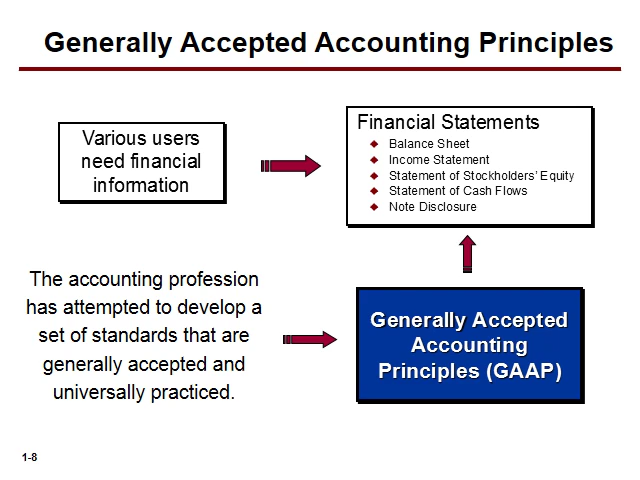 Generally Accepted Accounting Principles
Various users
need financial
information
Financial Statements
Balance Sheet
Income Statement
Statement of Stockholders' Equity
Statement of Cash Flows
Note Disclosure
The accounting profession
has attempted to develop a
set of standards that are
generally accepted and
universally practiced.
Generally Accepted
Accounting
Principles (GAAP)
1-8